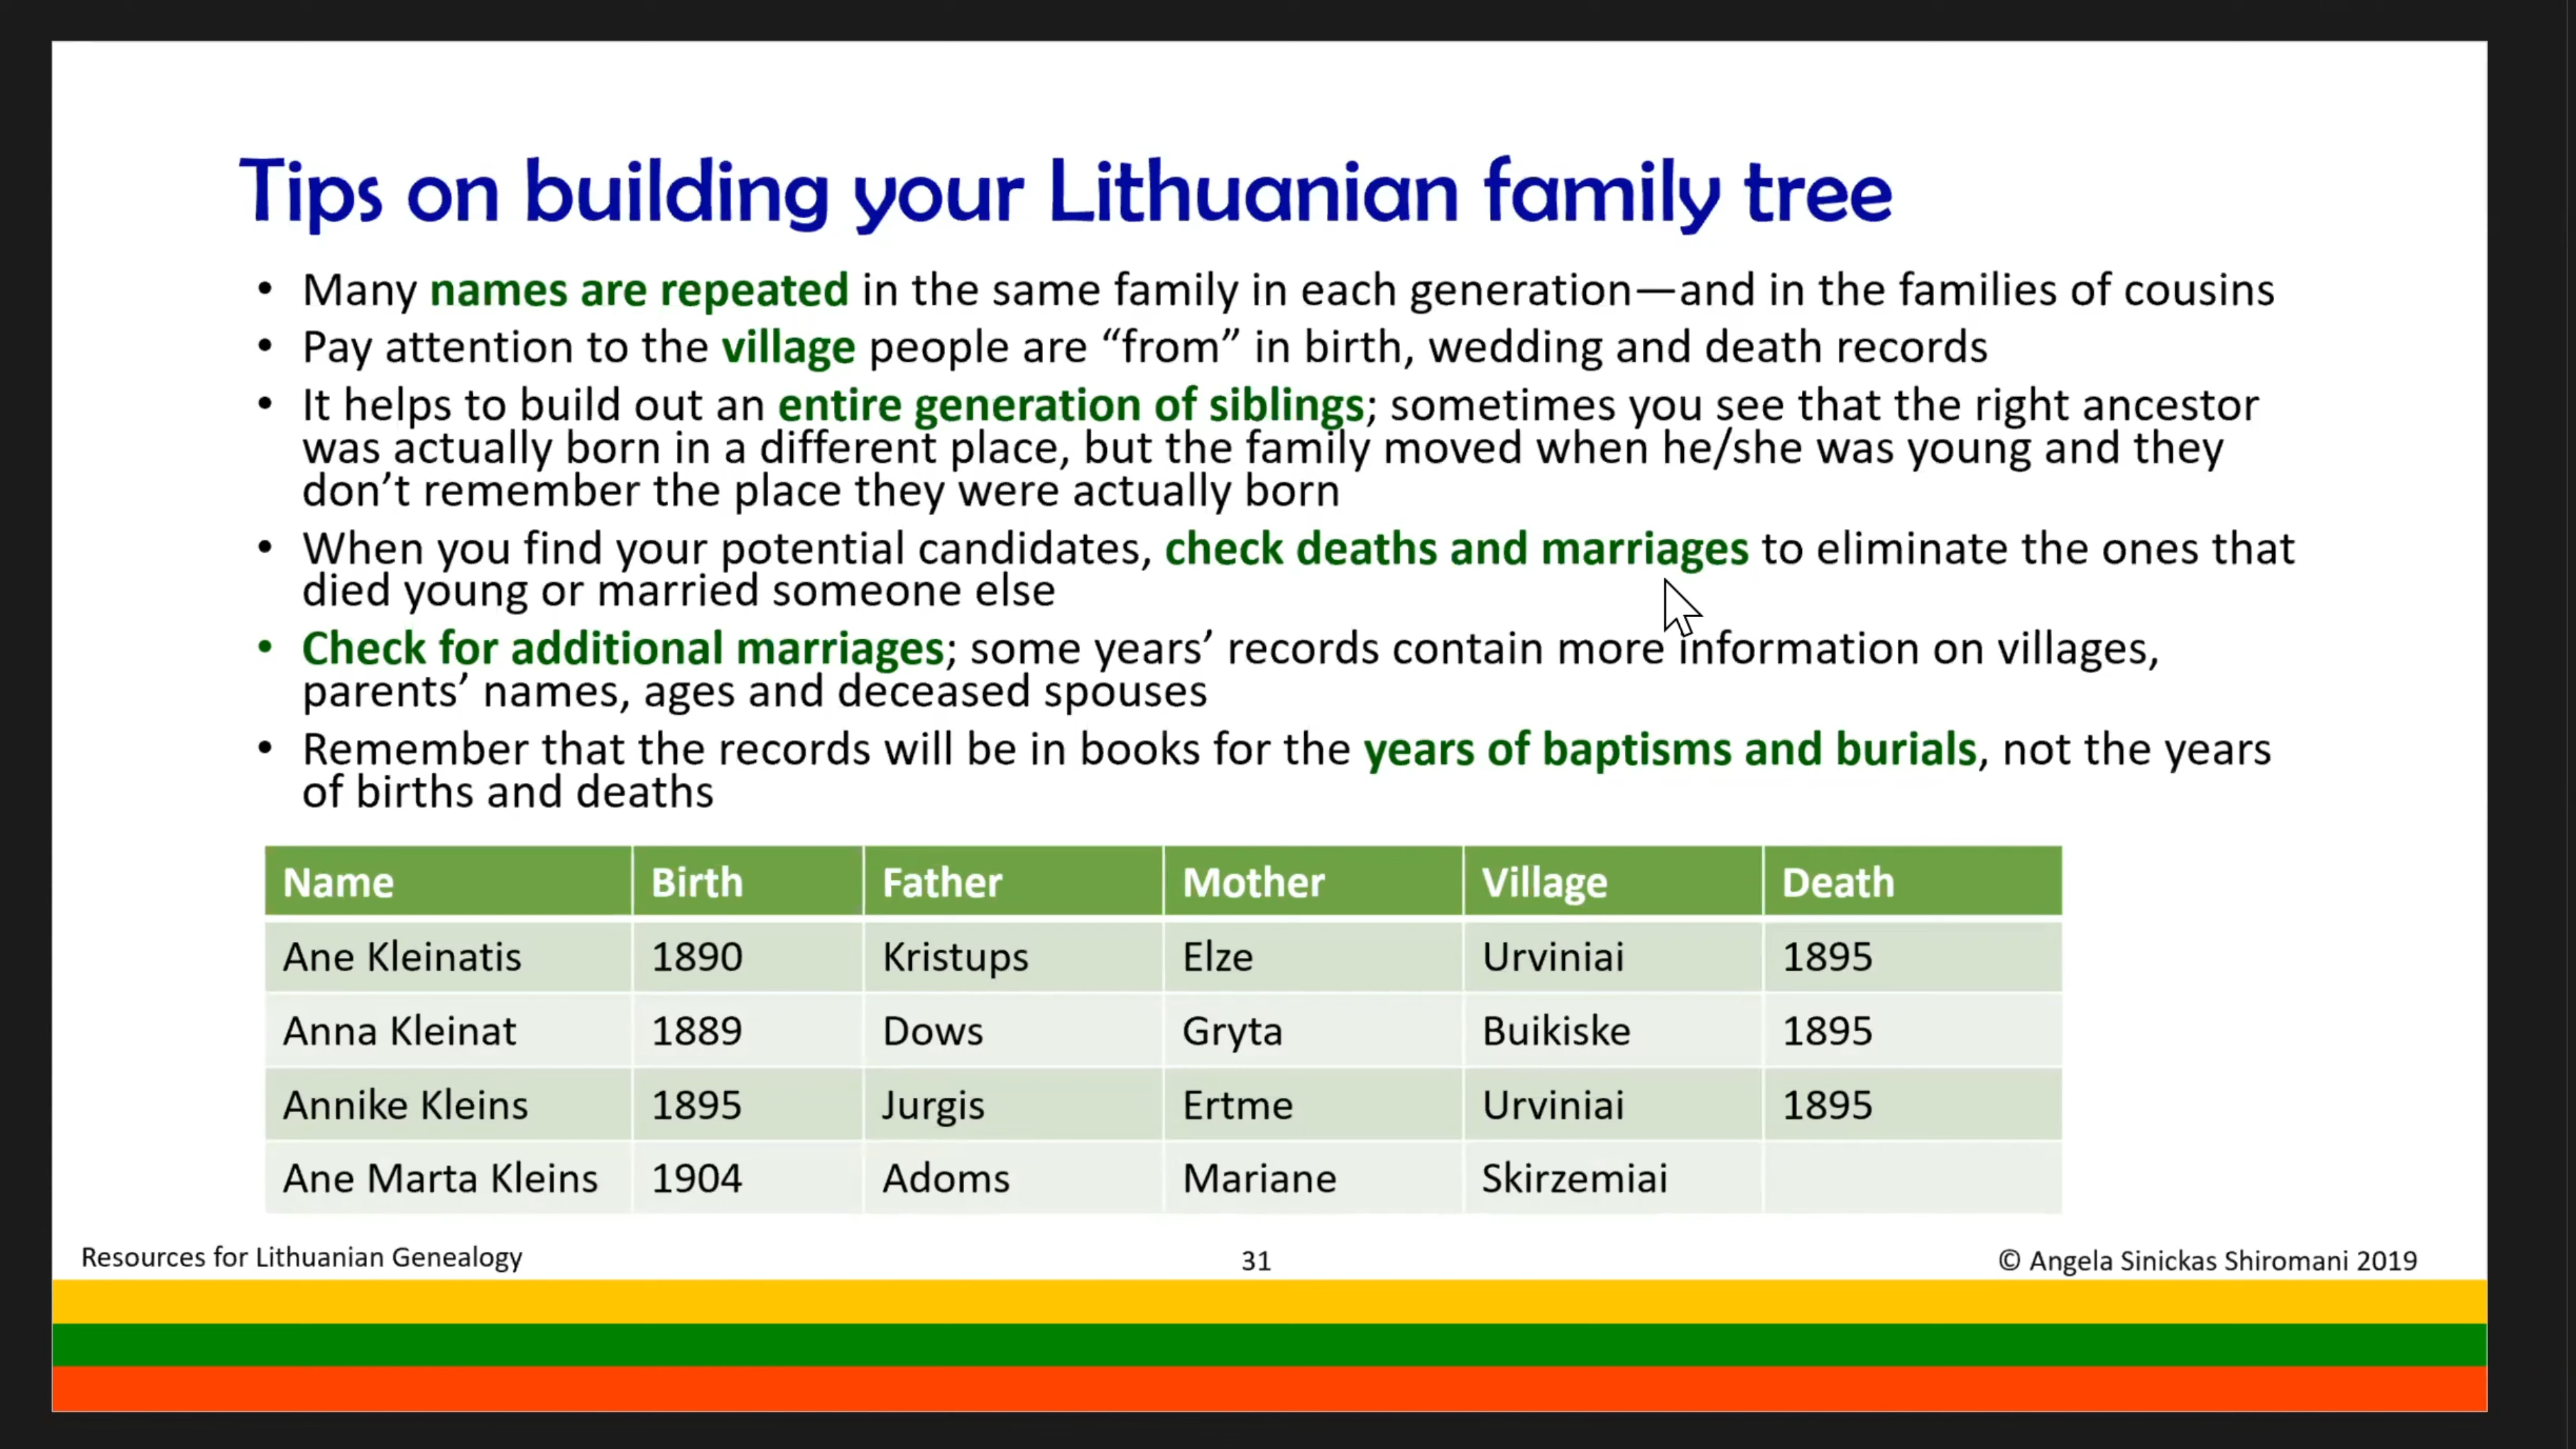 Tips on building your Lithuanian family tree
• Many names are repeated in the same family in each generation—and in the families of cousins
• Pay attention to the village people are “from” in birth, wedding and death records
• It helps to build out an entire generation of siblings; sometimes you see that the right ancestor
was actually born in a different place, but the family moved when he/she was young and they
don’t remember the place they were actually born
• When you find your potential candidates, check deaths and marriages to eliminate the ones that
died young or married someone else
• Check for additional marriages; some years’ records contain more information on villages,
parents’ names, ages and deceased spouses
• Remember that the records will be in books for the years of baptisms and burials, not the years
of births and deaths
Name Birth Father Mother Village Death
Ane Kleinatis 1890 Kristups Elze Urviniai 1895
Anna Kleinat 1889 Dows Gryta Buikiske 1895
Annike Kleins 1895 Jurgis Ertme Urviniai 1895
Ane Marta Kleins 1904 Adoms Mariane Skirzemiai
Resources for Lithuanian Genealogy 31 © Angela Sinickas Shiromani 2019